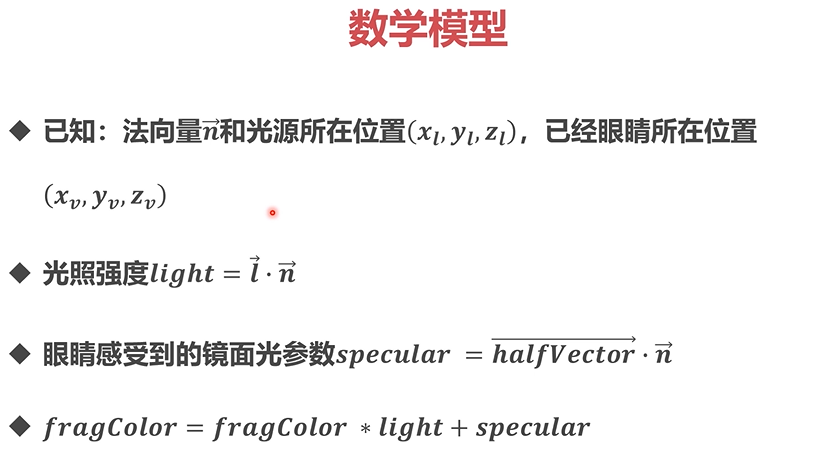 数学模型
◆ 已知：法向量$\vec{n}$和光源所在位置$(x_l, y_l, z_l)$，已经眼睛所在位置
$(x_v, y_v, z_v)$
◆ 光照强度$light = \vec{l} \cdot \vec{n}$
◆ 眼睛感受到的镜面光参数$specular = \overrightarrow{halfVector} \cdot \vec{n}$
◆ $fragColor = fragColor * light + specular$